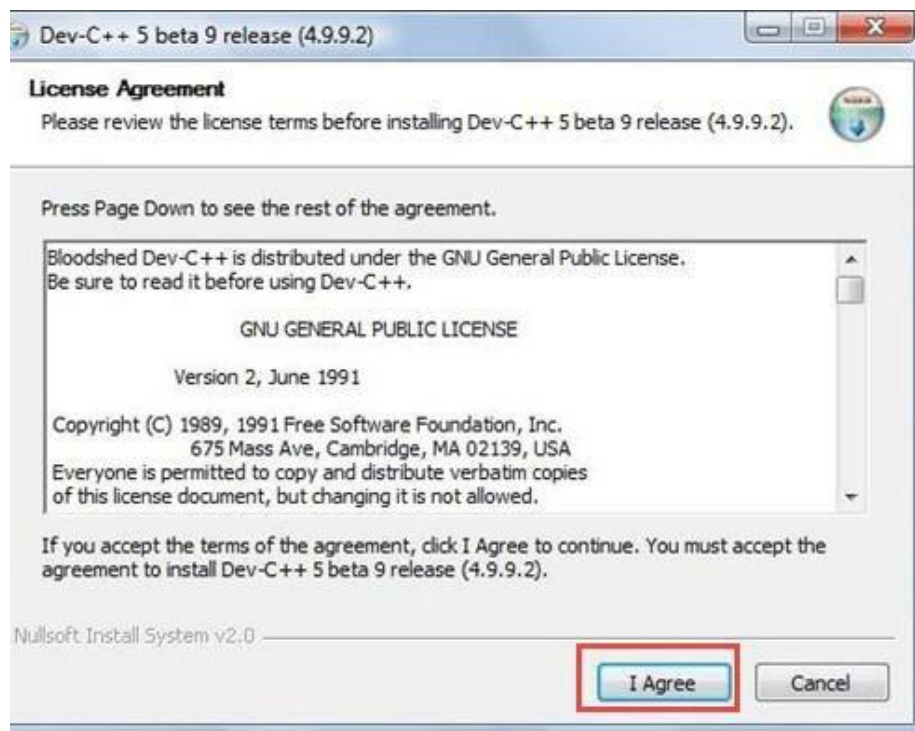 Dev-C++ 5 beta 9 release (4.9.9.2)
License Agreement
Please review the license terms before installing Dev-C++ 5 beta 9 release (4.9.9.2).
Press Page Down to see the rest of the agreement.
Bloodshed Dev-C++ is distributed under the GNU General Public License.
Be sure to read it before using Dev-C++.
GNU GENERAL PUBLIC LICENSE
Version 2, June 1991
Copyright (C) 1989, 1991 Free Software Foundation, Inc.
675 Mass Ave, Cambridge, MA 02139, USA
Everyone is permitted to copy and distribute verbatim copies
of this license document, but changing it is not allowed.
If you accept the terms of the agreement, click I Agree to continue. You must accept the
agreement to install Dev-C++ 5 beta 9 release (4.9.9.2).
Nullsoft Install System v2.0
I Agree
Cancel